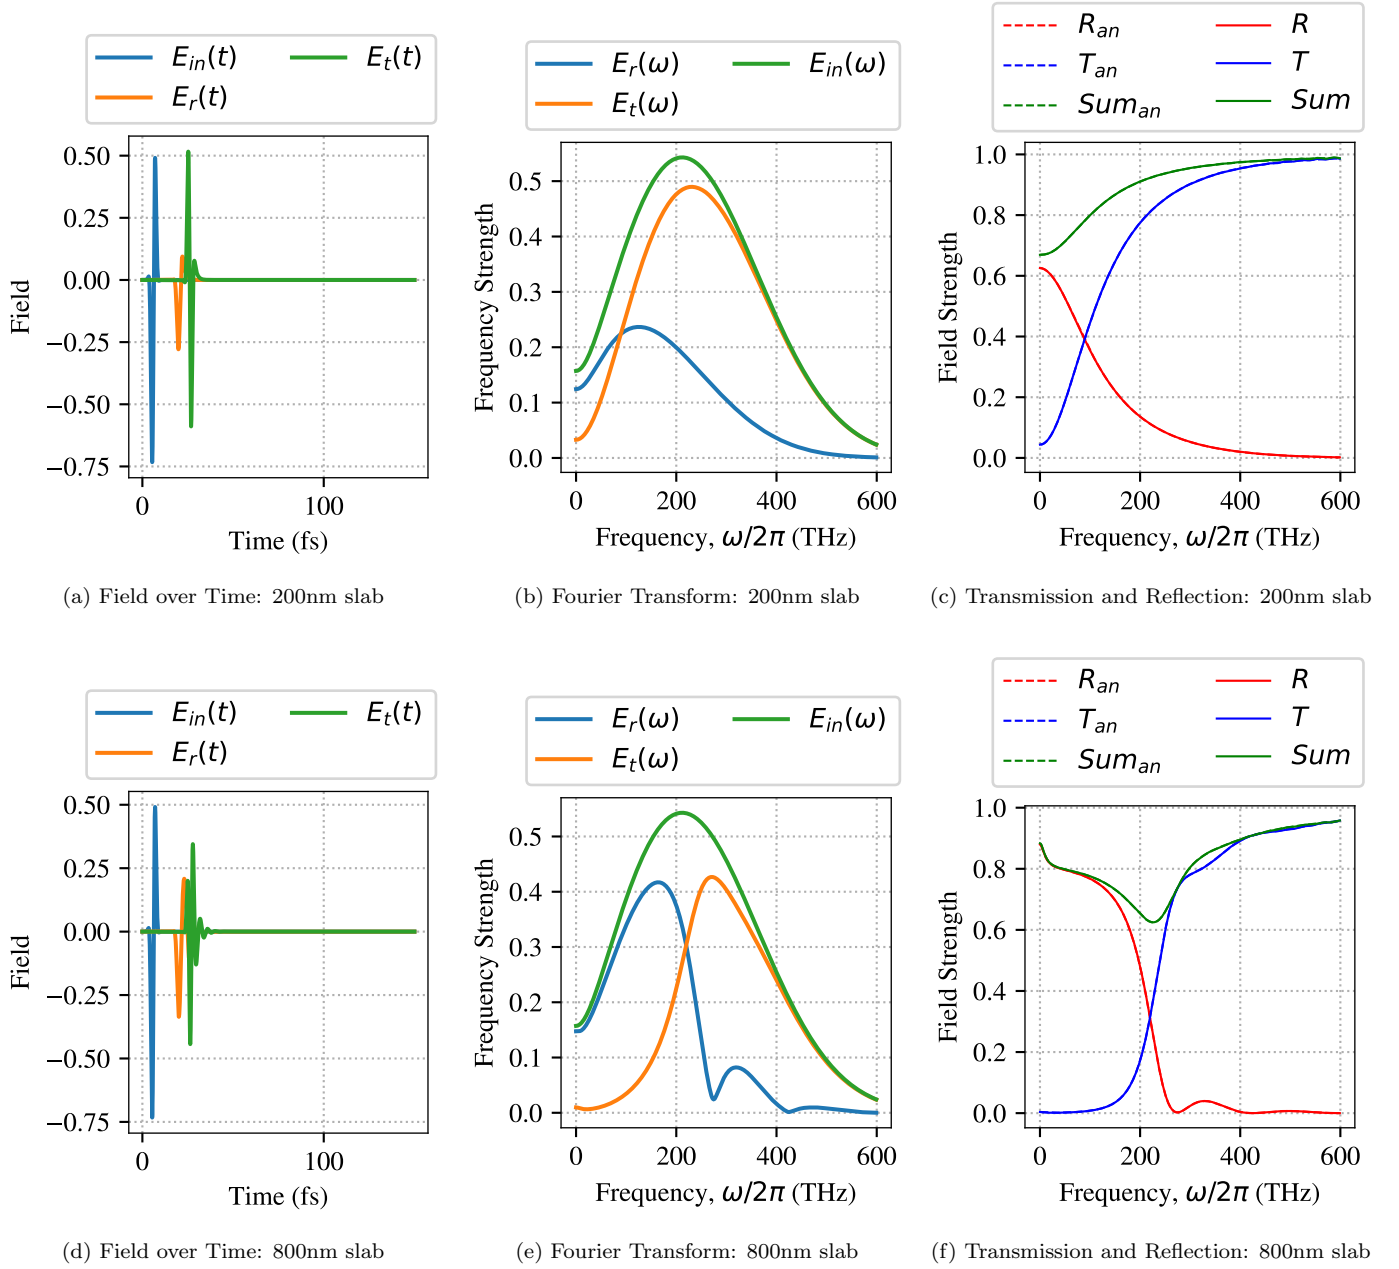 E_in(t) E_t(t)
E_r(t)
Field
0.50
0.25
0.00
−0.25
−0.50
−0.75
0 100
Time (fs)
(a) Field over Time: 200nm slab
E_r(ω) E_in(ω)
E_t(ω)
Frequency Strength
0.5
0.4
0.3
0.2
0.1
0.0
0 200 400 600
Frequency, ω/2π (THz)
(b) Fourier Transform: 200nm slab
R_an R
T_an T
Sum_an Sum
Field Strength
1.0
0.8
0.6
0.4
0.2
0.0
0 200 400 600
Frequency, ω/2π (THz)
(c) Transmission and Reflection: 200nm slab
E_in(t) E_t(t)
E_r(t)
Field
0.50
0.25
0.00
−0.25
−0.50
−0.75
0 100
Time (fs)
(d) Field over Time: 800nm slab
E_r(ω) E_in(ω)
E_t(ω)
Frequency Strength
0.5
0.4
0.3
0.2
0.1
0.0
0 200 400 600
Frequency, ω/2π (THz)
(e) Fourier Transform: 800nm slab
R_an R
T_an T
Sum_an Sum
Field Strength
1.0
0.8
0.6
0.4
0.2
0.0
0 200 400 600
Frequency, ω/2π (THz)
(f) Transmission and Reflection: 800nm slab